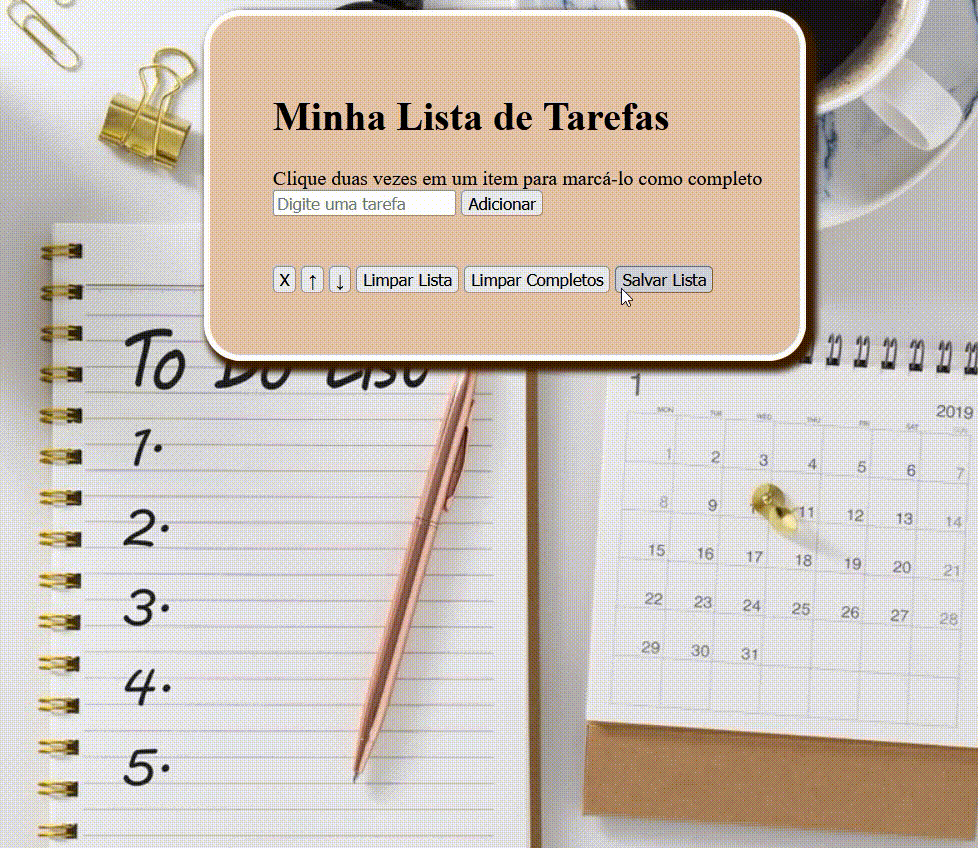 Minha Lista de Tarefas
Clique duas vezes em um item para marcá-lo como completo
Digite uma tarefa Adicionar
X ↑ ↓ Limpar Lista Limpar Completos Salvar Lista
To Do List
1.
2.
3.
4.
5.
1
2019
MON TUE WED THU FRI SAT SUN
1 2 3 4 5 6 7
8 9 11 12 13 14
15 16 17 18 19 20 21
22 23 24 25 26 27 28
29 30 31